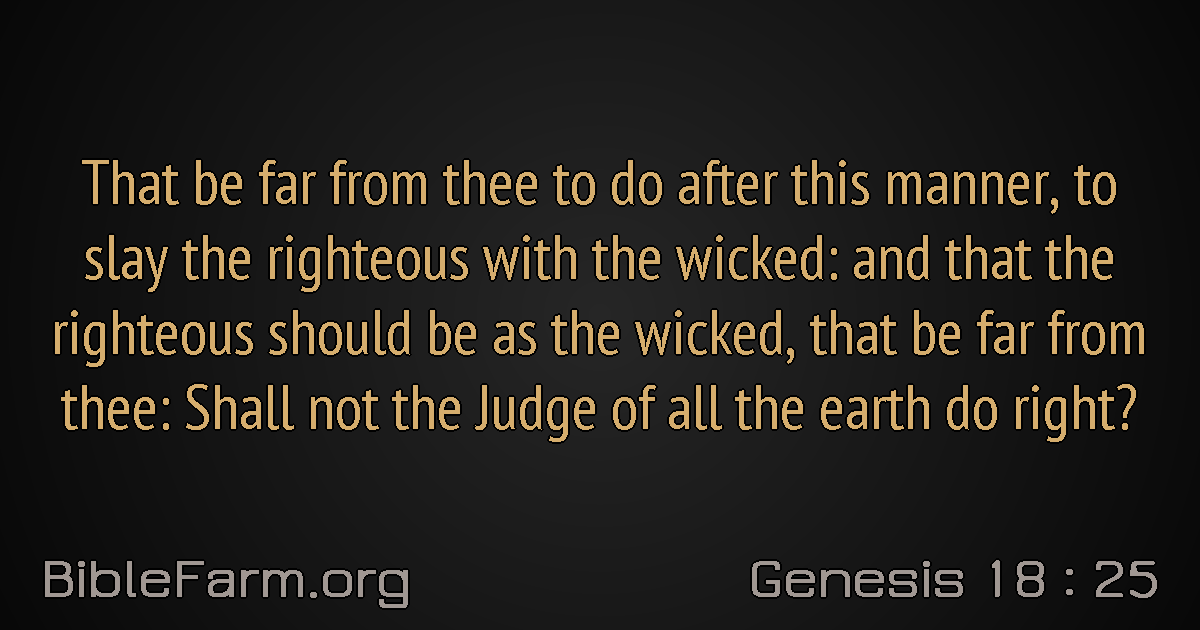 That be far from thee to do after this manner, to
slay the righteous with the wicked: and that the
righteous should be as the wicked, that be far from
thee: Shall not the Judge of all the earth do right?
BibleFarm.org
Genesis 18 : 25